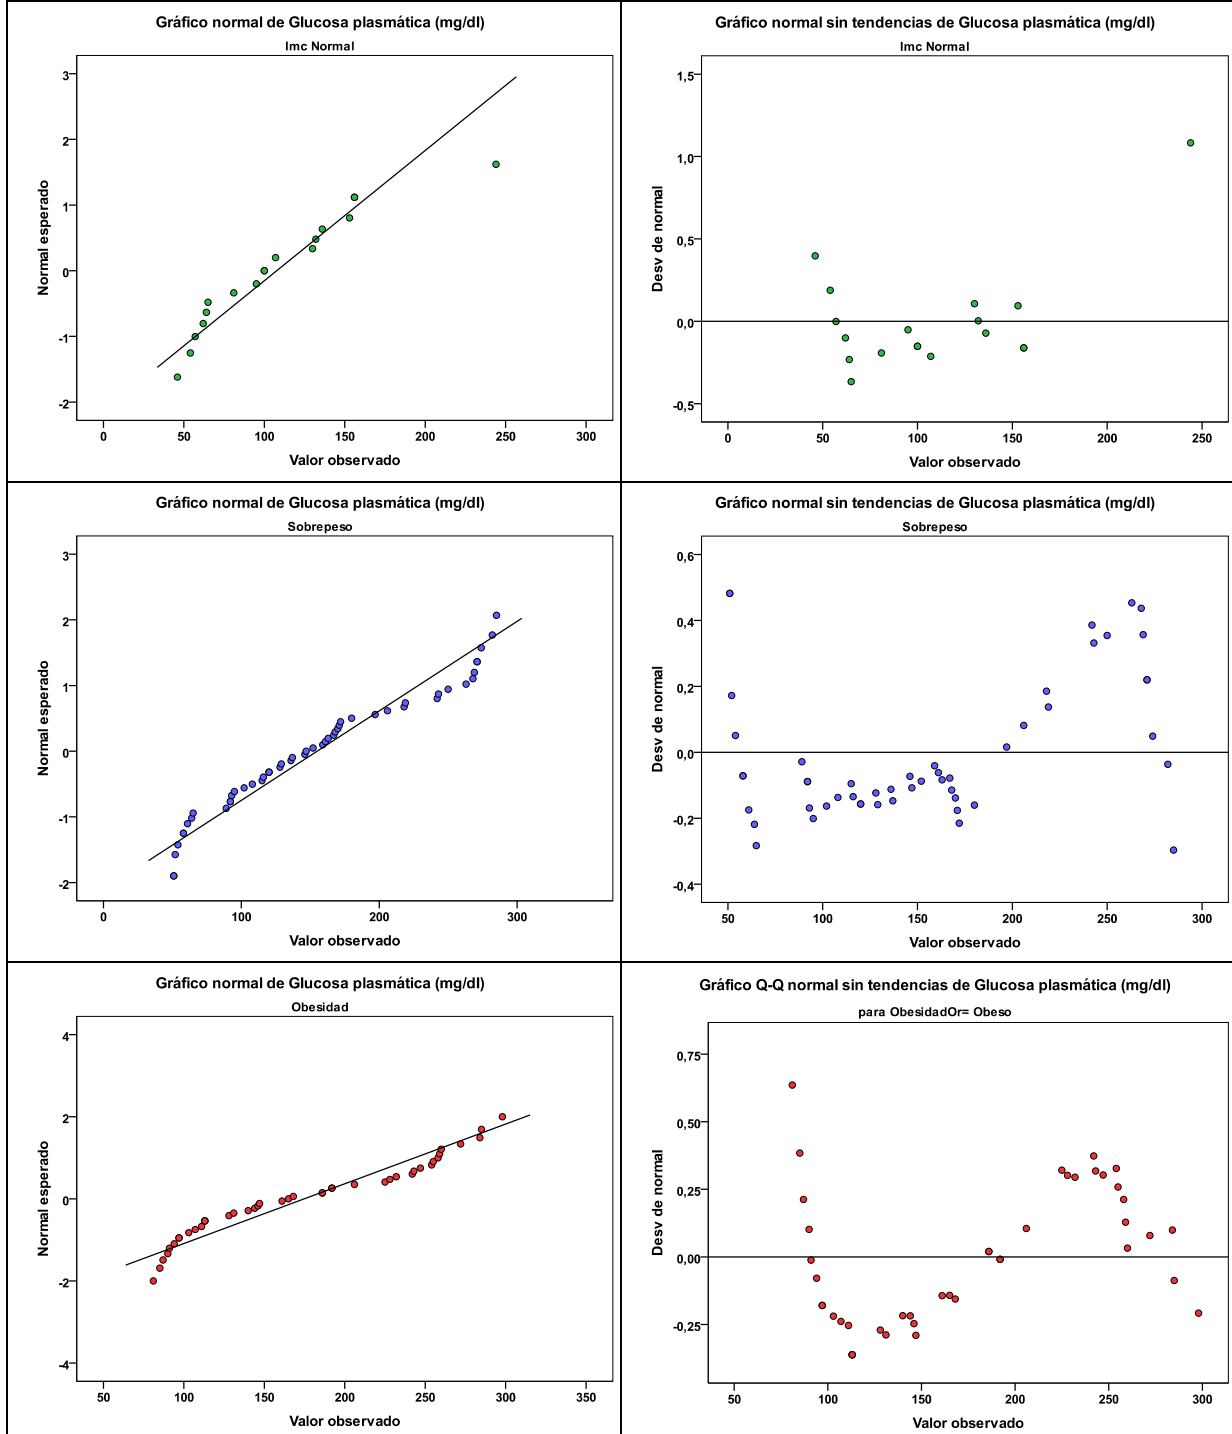 Gráfico normal de Glucosa plasmática (mg/dl)
Imc Normal
Normal esperado
3
2
1
0
-1
-2
0 50 100 150 200 250 300
Valor observado
Gráfico normal sin tendencias de Glucosa plasmática (mg/dl)
Imc Normal
Desv de normal
1,5
1,0
0,5
0,0
-0,5
0 50 100 150 200 250
Valor observado
Gráfico normal de Glucosa plasmática (mg/dl)
Sobrepeso
Normal esperado
3
2
1
0
-1
-2
0 100 200 300
Valor observado
Gráfico normal sin tendencias de Glucosa plasmática (mg/dl)
Sobrepeso
Desv de normal
0,6
0,4
0,2
0,0
-0,2
-0,4
50 100 150 200 250 300
Valor observado
Gráfico normal de Glucosa plasmática (mg/dl)
Obesidad
Normal esperado
4
2
0
-2
-4
50 100 150 200 250 300 350
Valor observado
Gráfico Q-Q normal sin tendencias de Glucosa plasmática (mg/dl)
para ObesidadOr= Obeso
Desv de normal
0,75
0,50
0,25
0,00
-0,25
50 100 150 200 250 300
Valor observado